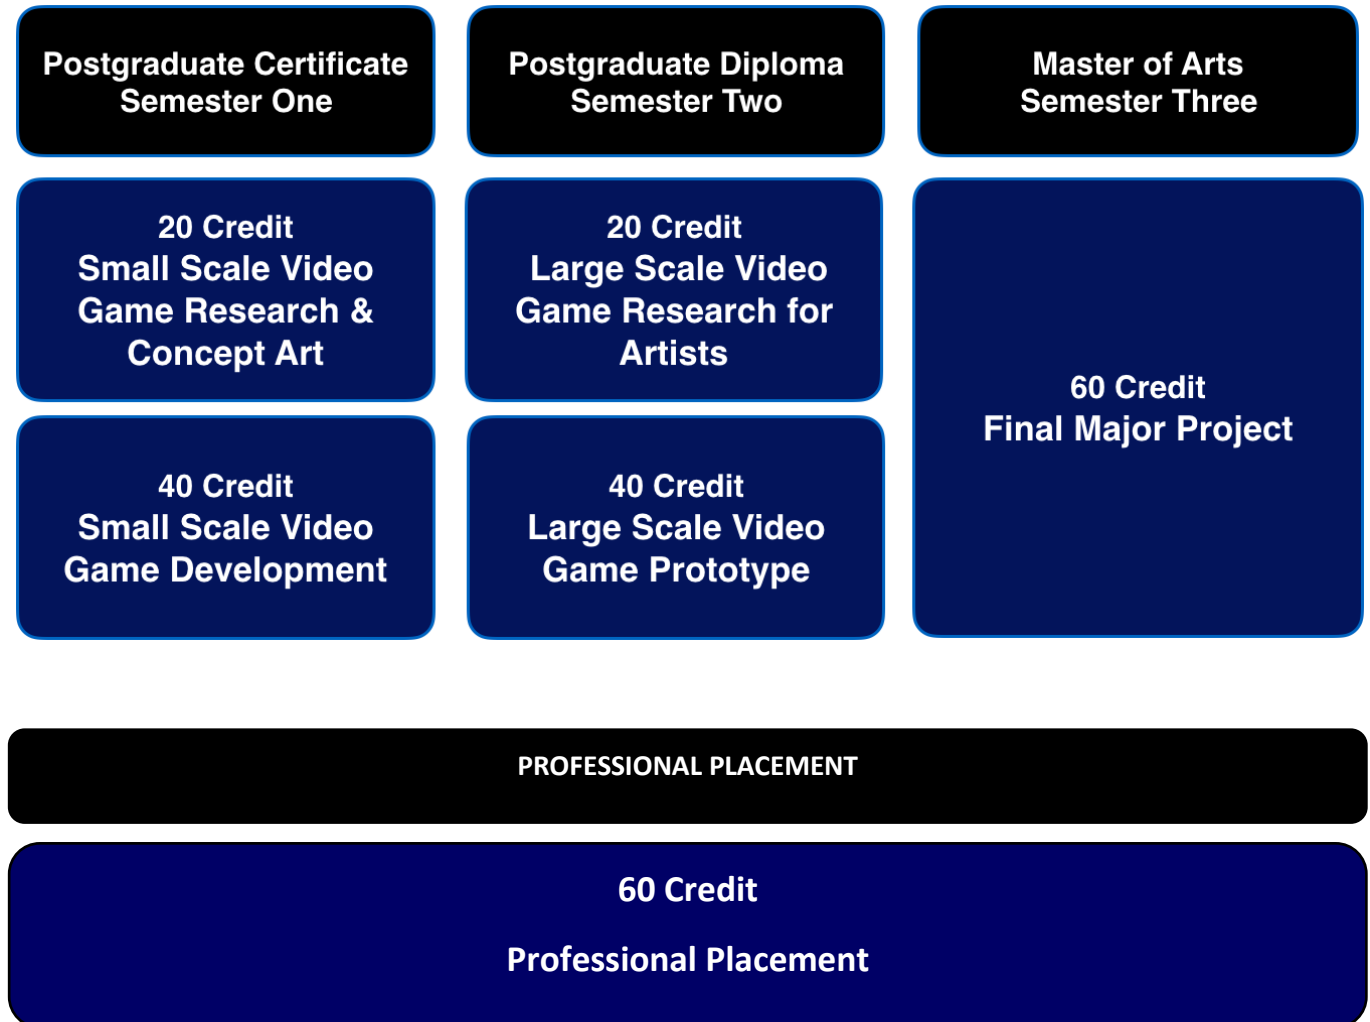 Postgraduate Certificate
Semester One
Postgraduate Diploma
Semester Two
Master of Arts
Semester Three
20 Credit
Small Scale Video
Game Research &
Concept Art
20 Credit
Large Scale Video
Game Research for
Artists
60 Credit
Final Major Project
40 Credit
Small Scale Video
Game Development
40 Credit
Large Scale Video
Game Prototype
PROFESSIONAL PLACEMENT
60 Credit
Professional Placement